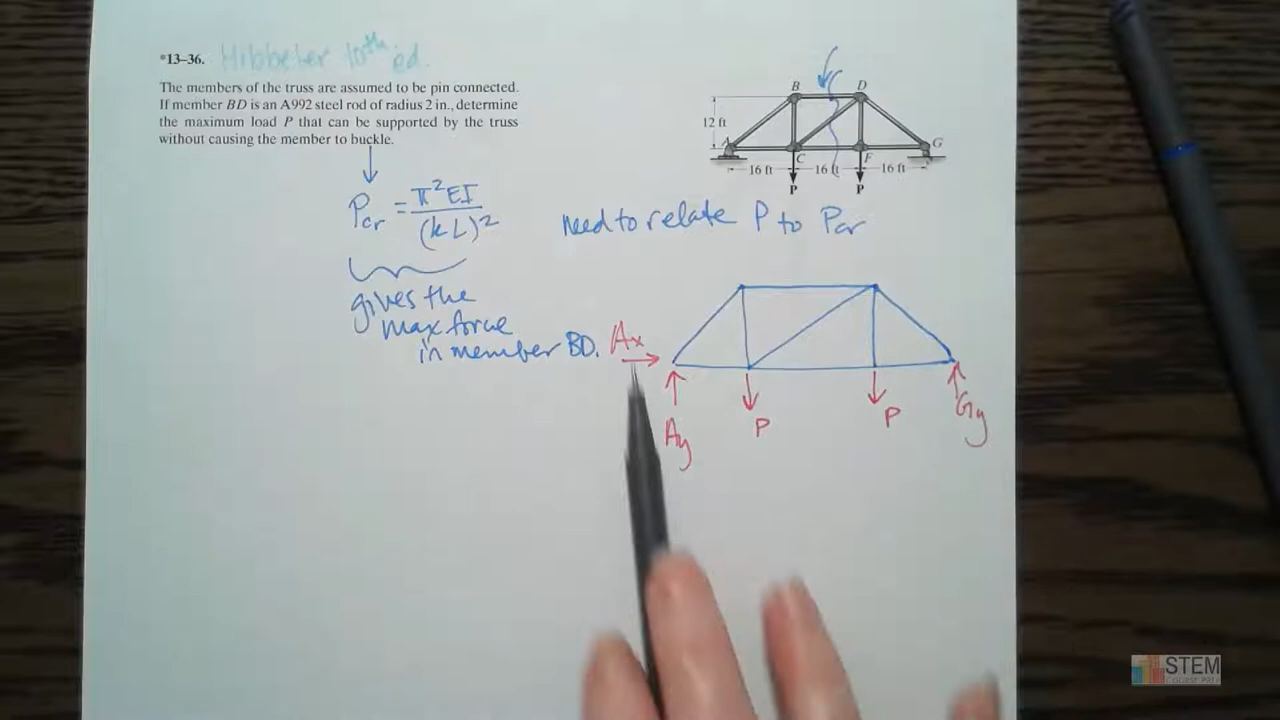 *13–36. Hibbeler 10th ed.
The members of the truss are assumed to be pin connected.
If member BD is an A992 steel rod of radius 2 in., determine
the maximum load P that can be supported by the truss
without causing the member to buckle.
Pcr = π²EI
(kL)²
gives the
max force
in member BD.
B D
12 ft
A C F G
16 ft 16 ft 16 ft
P P
Need to relate P to Pcr
Ax
Ay P P Gy
STEM
COURSE PREP